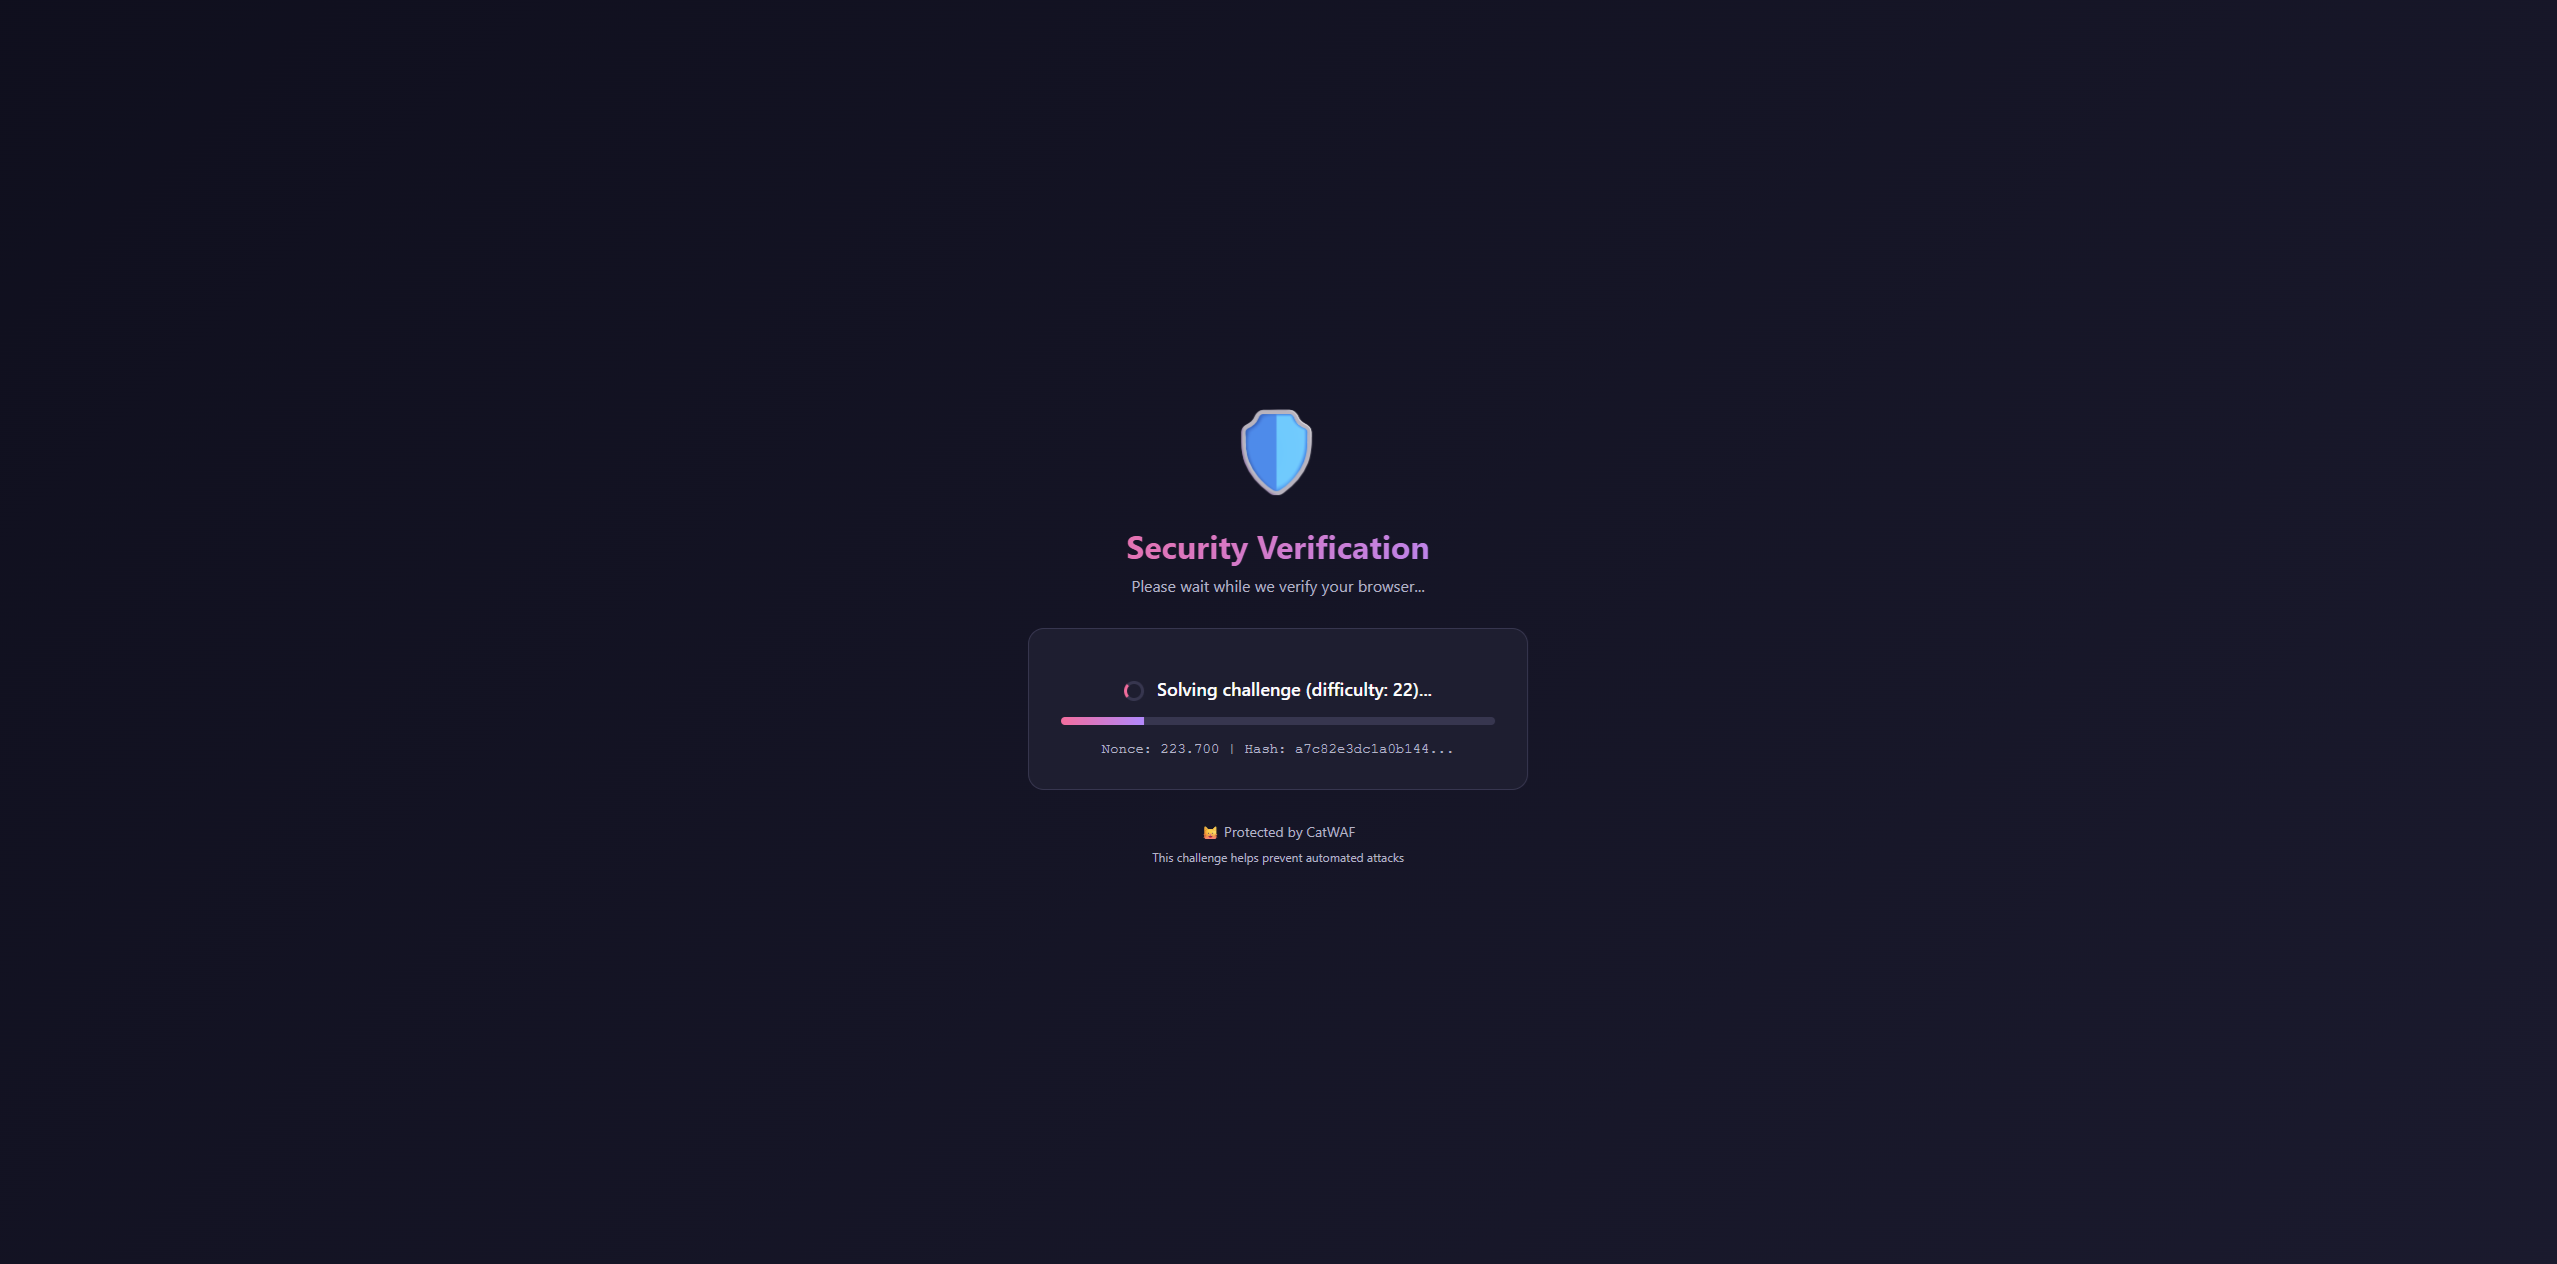 Security Verification
Please wait while we verify your browser...
Solving challenge (difficulty: 22)...
Nonce: 223.700 | Hash: a7c82e3dc1a0b144...
Protected by CatWAF
This challenge helps prevent automated attacks